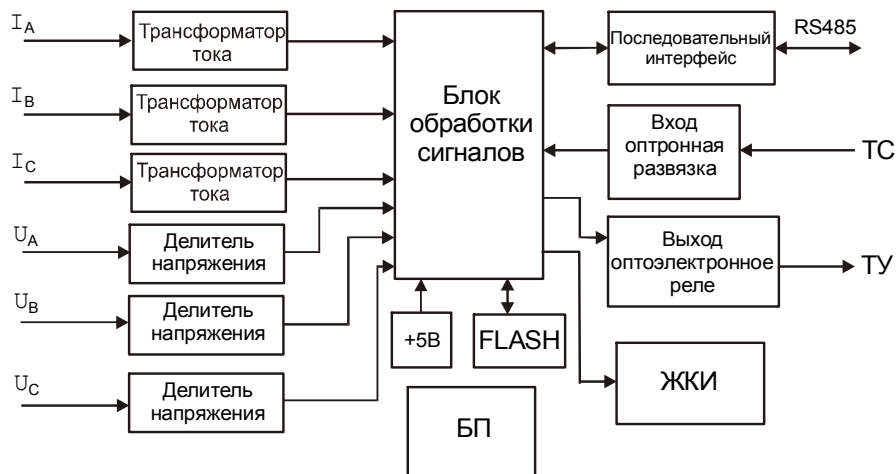 I_A
Трансформатор
тока
I_B
Трансформатор
тока
I_C
Трансформатор
тока
U_A
Делитель
напряжения
U_B
Делитель
напряжения
U_C
Делитель
напряжения
Блок
обработки
сигналов
+5В
FLASH
БП
Последовательный
интерфейс
RS485
Вход
оптронная
развязка
ТС
Выход
оптоэлектронное
реле
ТУ
ЖКИ